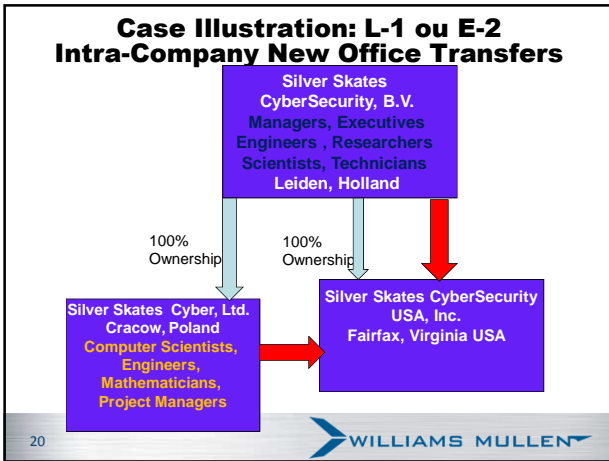 Case Illustration: L-1 ou E-2
Intra-Company New Office Transfers
Silver Skates
CyberSecurity, B.V.
Managers, Executives
Engineers , Researchers
Scientists, Technicians
Leiden, Holland
100%
Ownership
100%
Ownership
Silver Skates Cyber, Ltd.
Cracow, Poland
Computer Scientists,
Engineers,
Mathematicians,
Project Managers
Silver Skates CyberSecurity
USA, Inc.
Fairfax, Virginia USA
20
WILLIAMS MULLEN